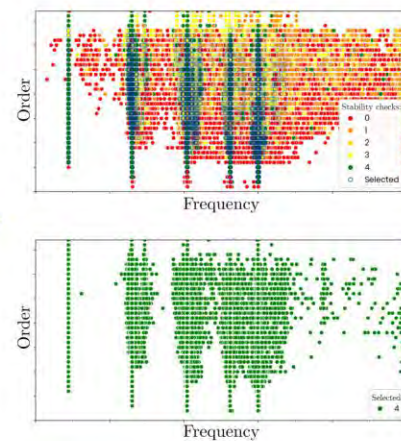 Order
Stability checks:
0
1
2
3
4
Selected
Frequency
Order
Selected
4
Frequency